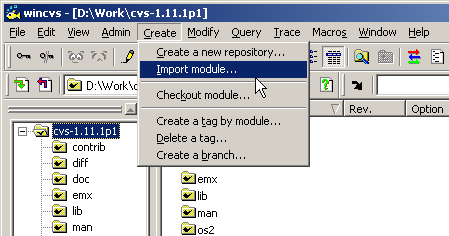 wincvs - [D:\Work\cvs-1.11.1p1]
File Edit View Admin Create Modify Query Trace Macros Window
Create a new repository...
Import module...
Checkout module...
Create a tag by module...
Delete a tag...
Create a branch...
D:\Work\c
Rev. Option
cvs-1.11.1p1
contrib
diff
doc
emx
lib
man
emx
lib
man
os2